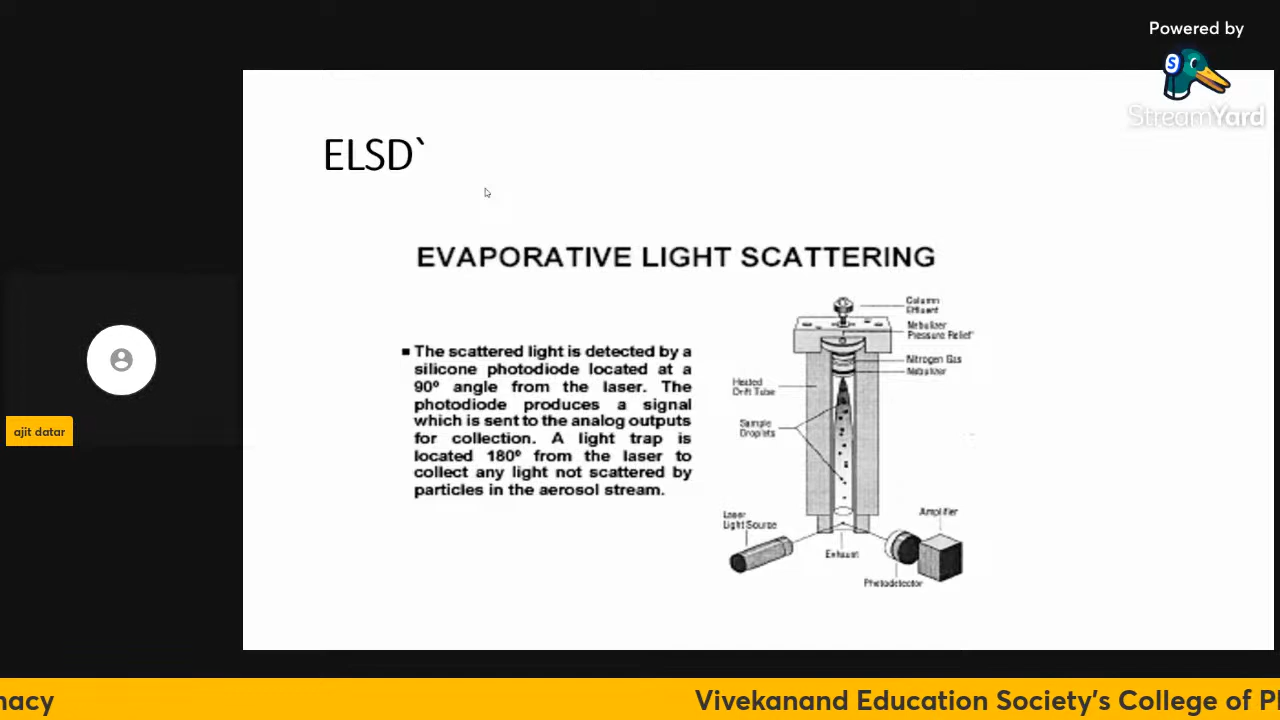 Powered by
StreamYard
ELSD`
EVAPORATIVE LIGHT SCATTERING
■ The scattered light is detected by a
silicone photodiode located at a
90º angle from the laser. The
photodiode produces a signal
which is sent to the analog outputs
for collection. A light trap is
located 180º from the laser to
collect any light not scattered by
particles in the aerosol stream.
Column
Effluent
Nebulizer
Pressure Relief
Nitrogen Gas
Nebulizer
Heated
Drift Tube
Sample
Droplets
Laser
Light Source
Exhaust
Amplifier
Photodetector
ajit datar
macy
Vivekanand Education Society's College of